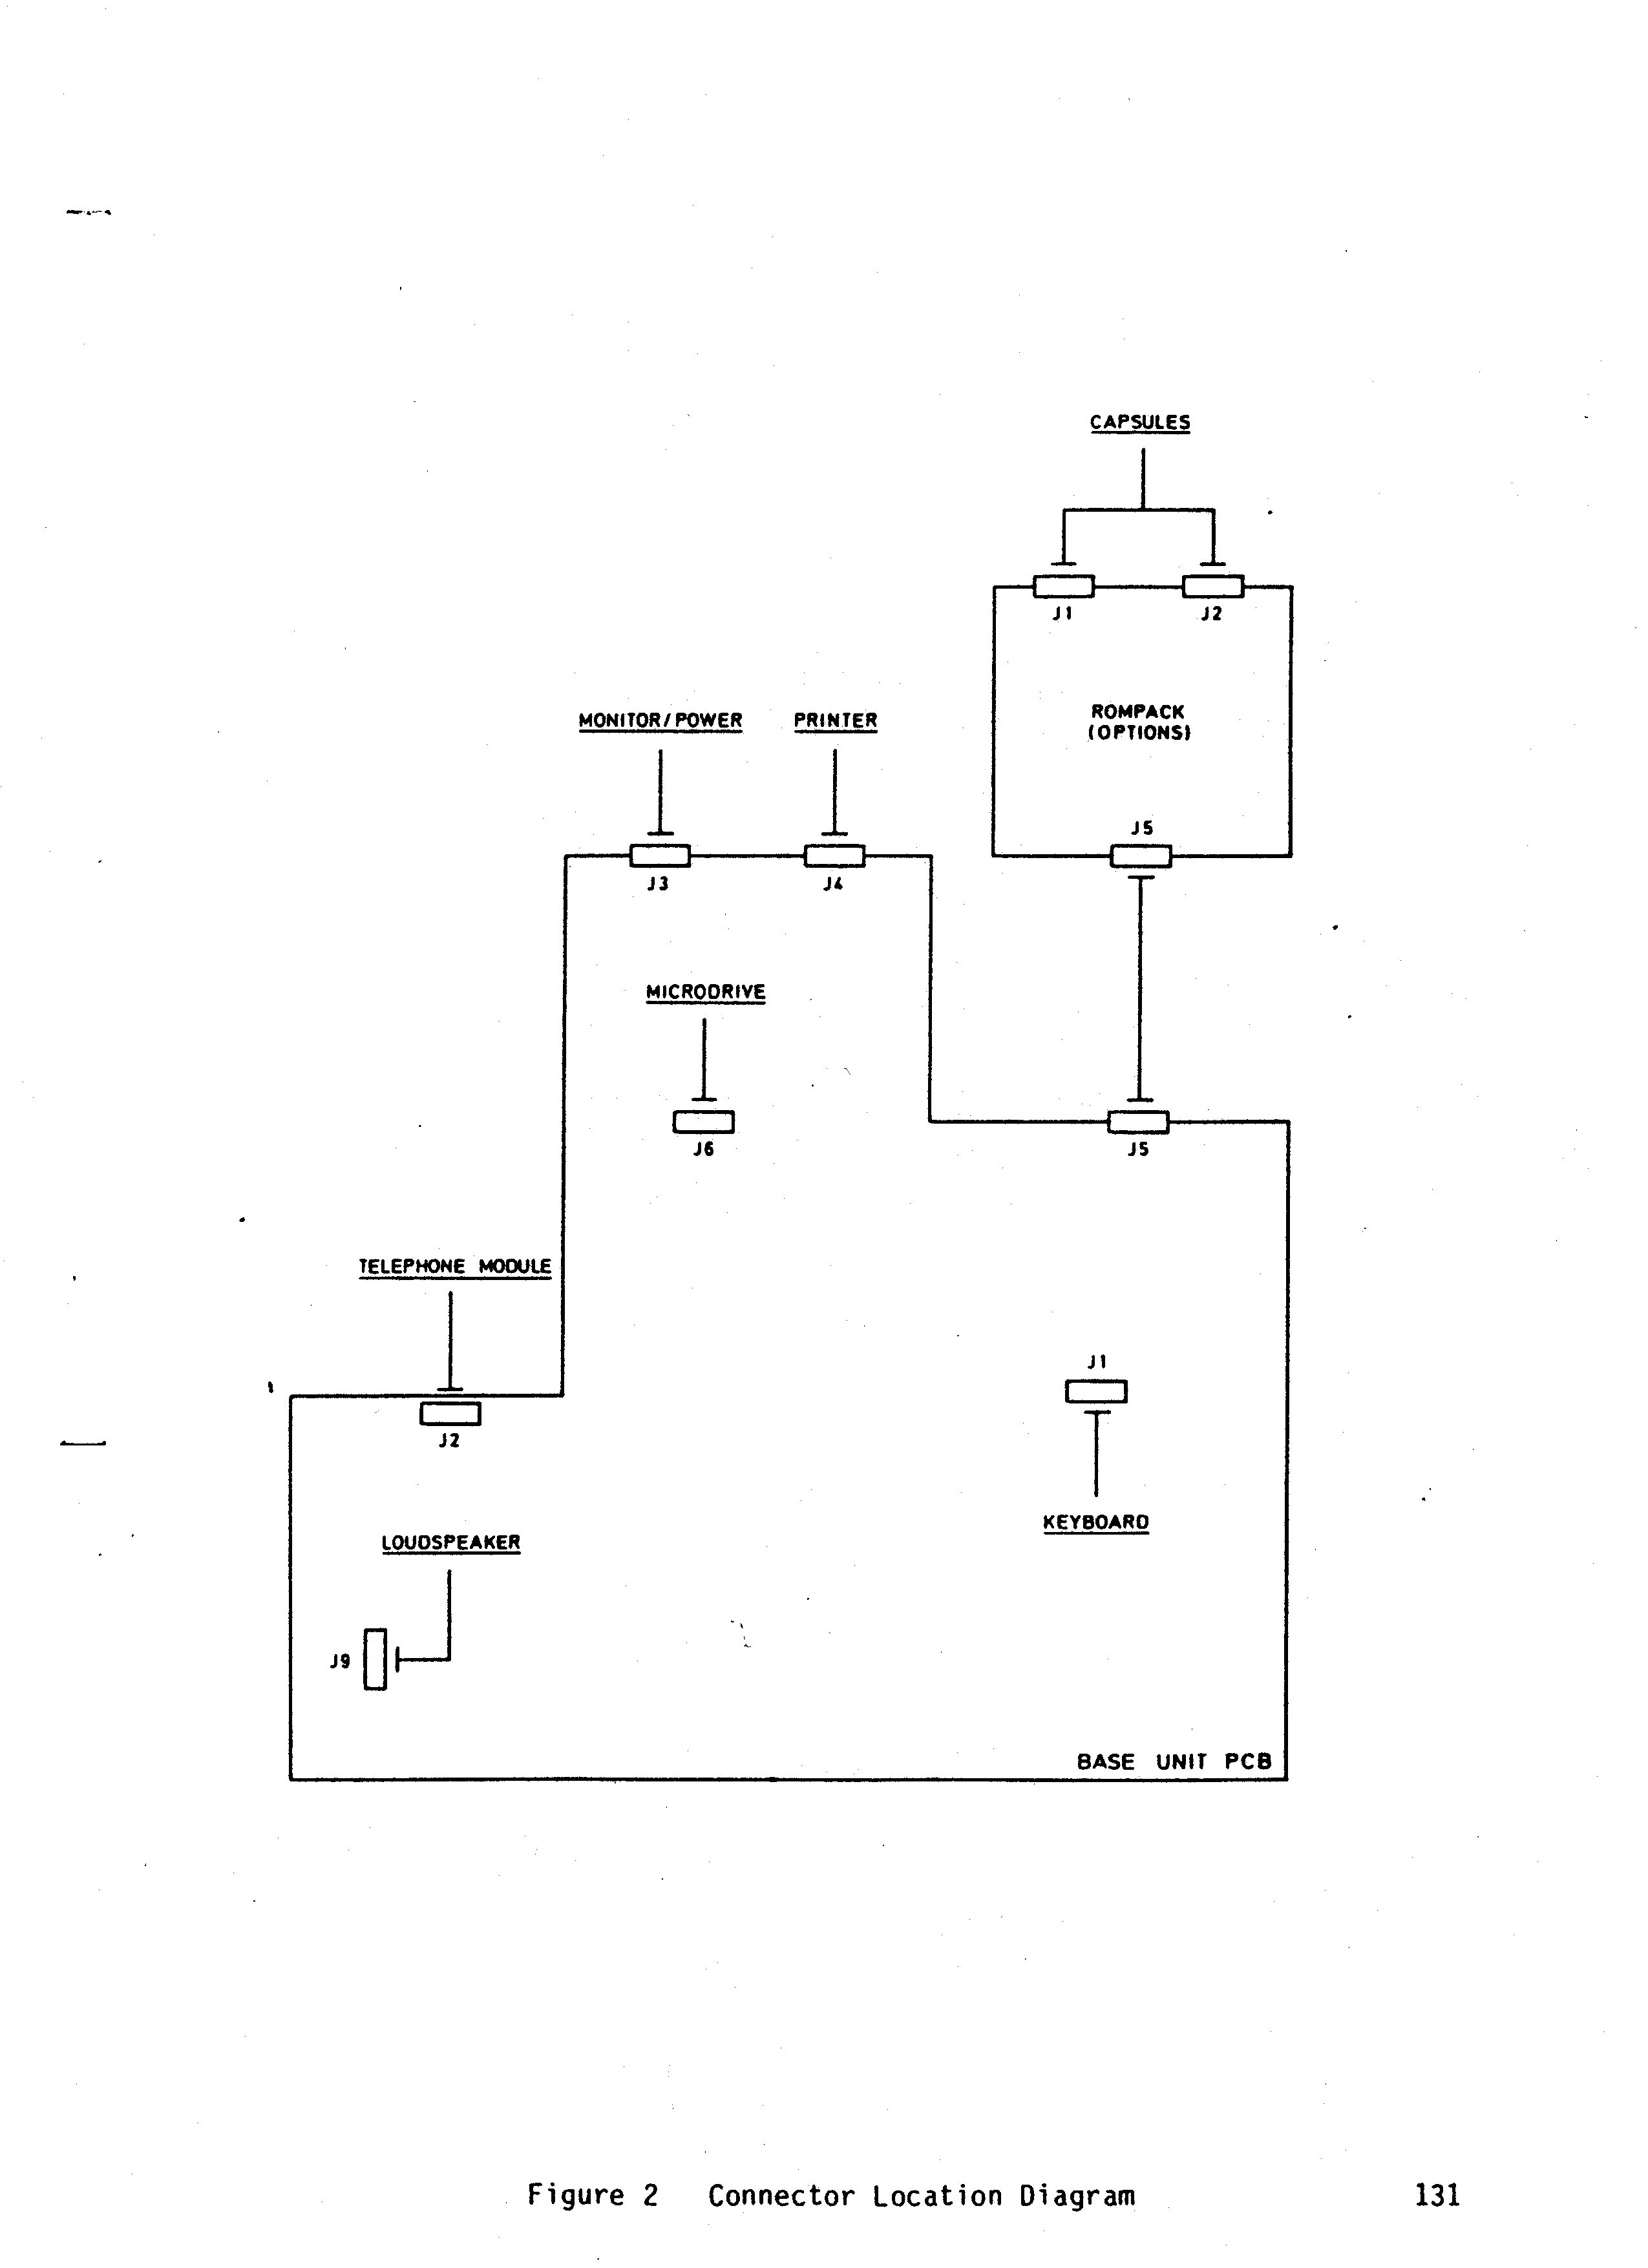 CAPSULES
J1
J2
ROMPACK
(OPTIONS)
MONITOR/POWER
PRINTER
J5
J3
J4
MICRODRIVE
J6
J5
TELEPHONE MODULE
J1
J2
KEYBOARD
LOUDSPEAKER
J9
BASE UNIT PCB
Figure 2 Connector Location Diagram
131